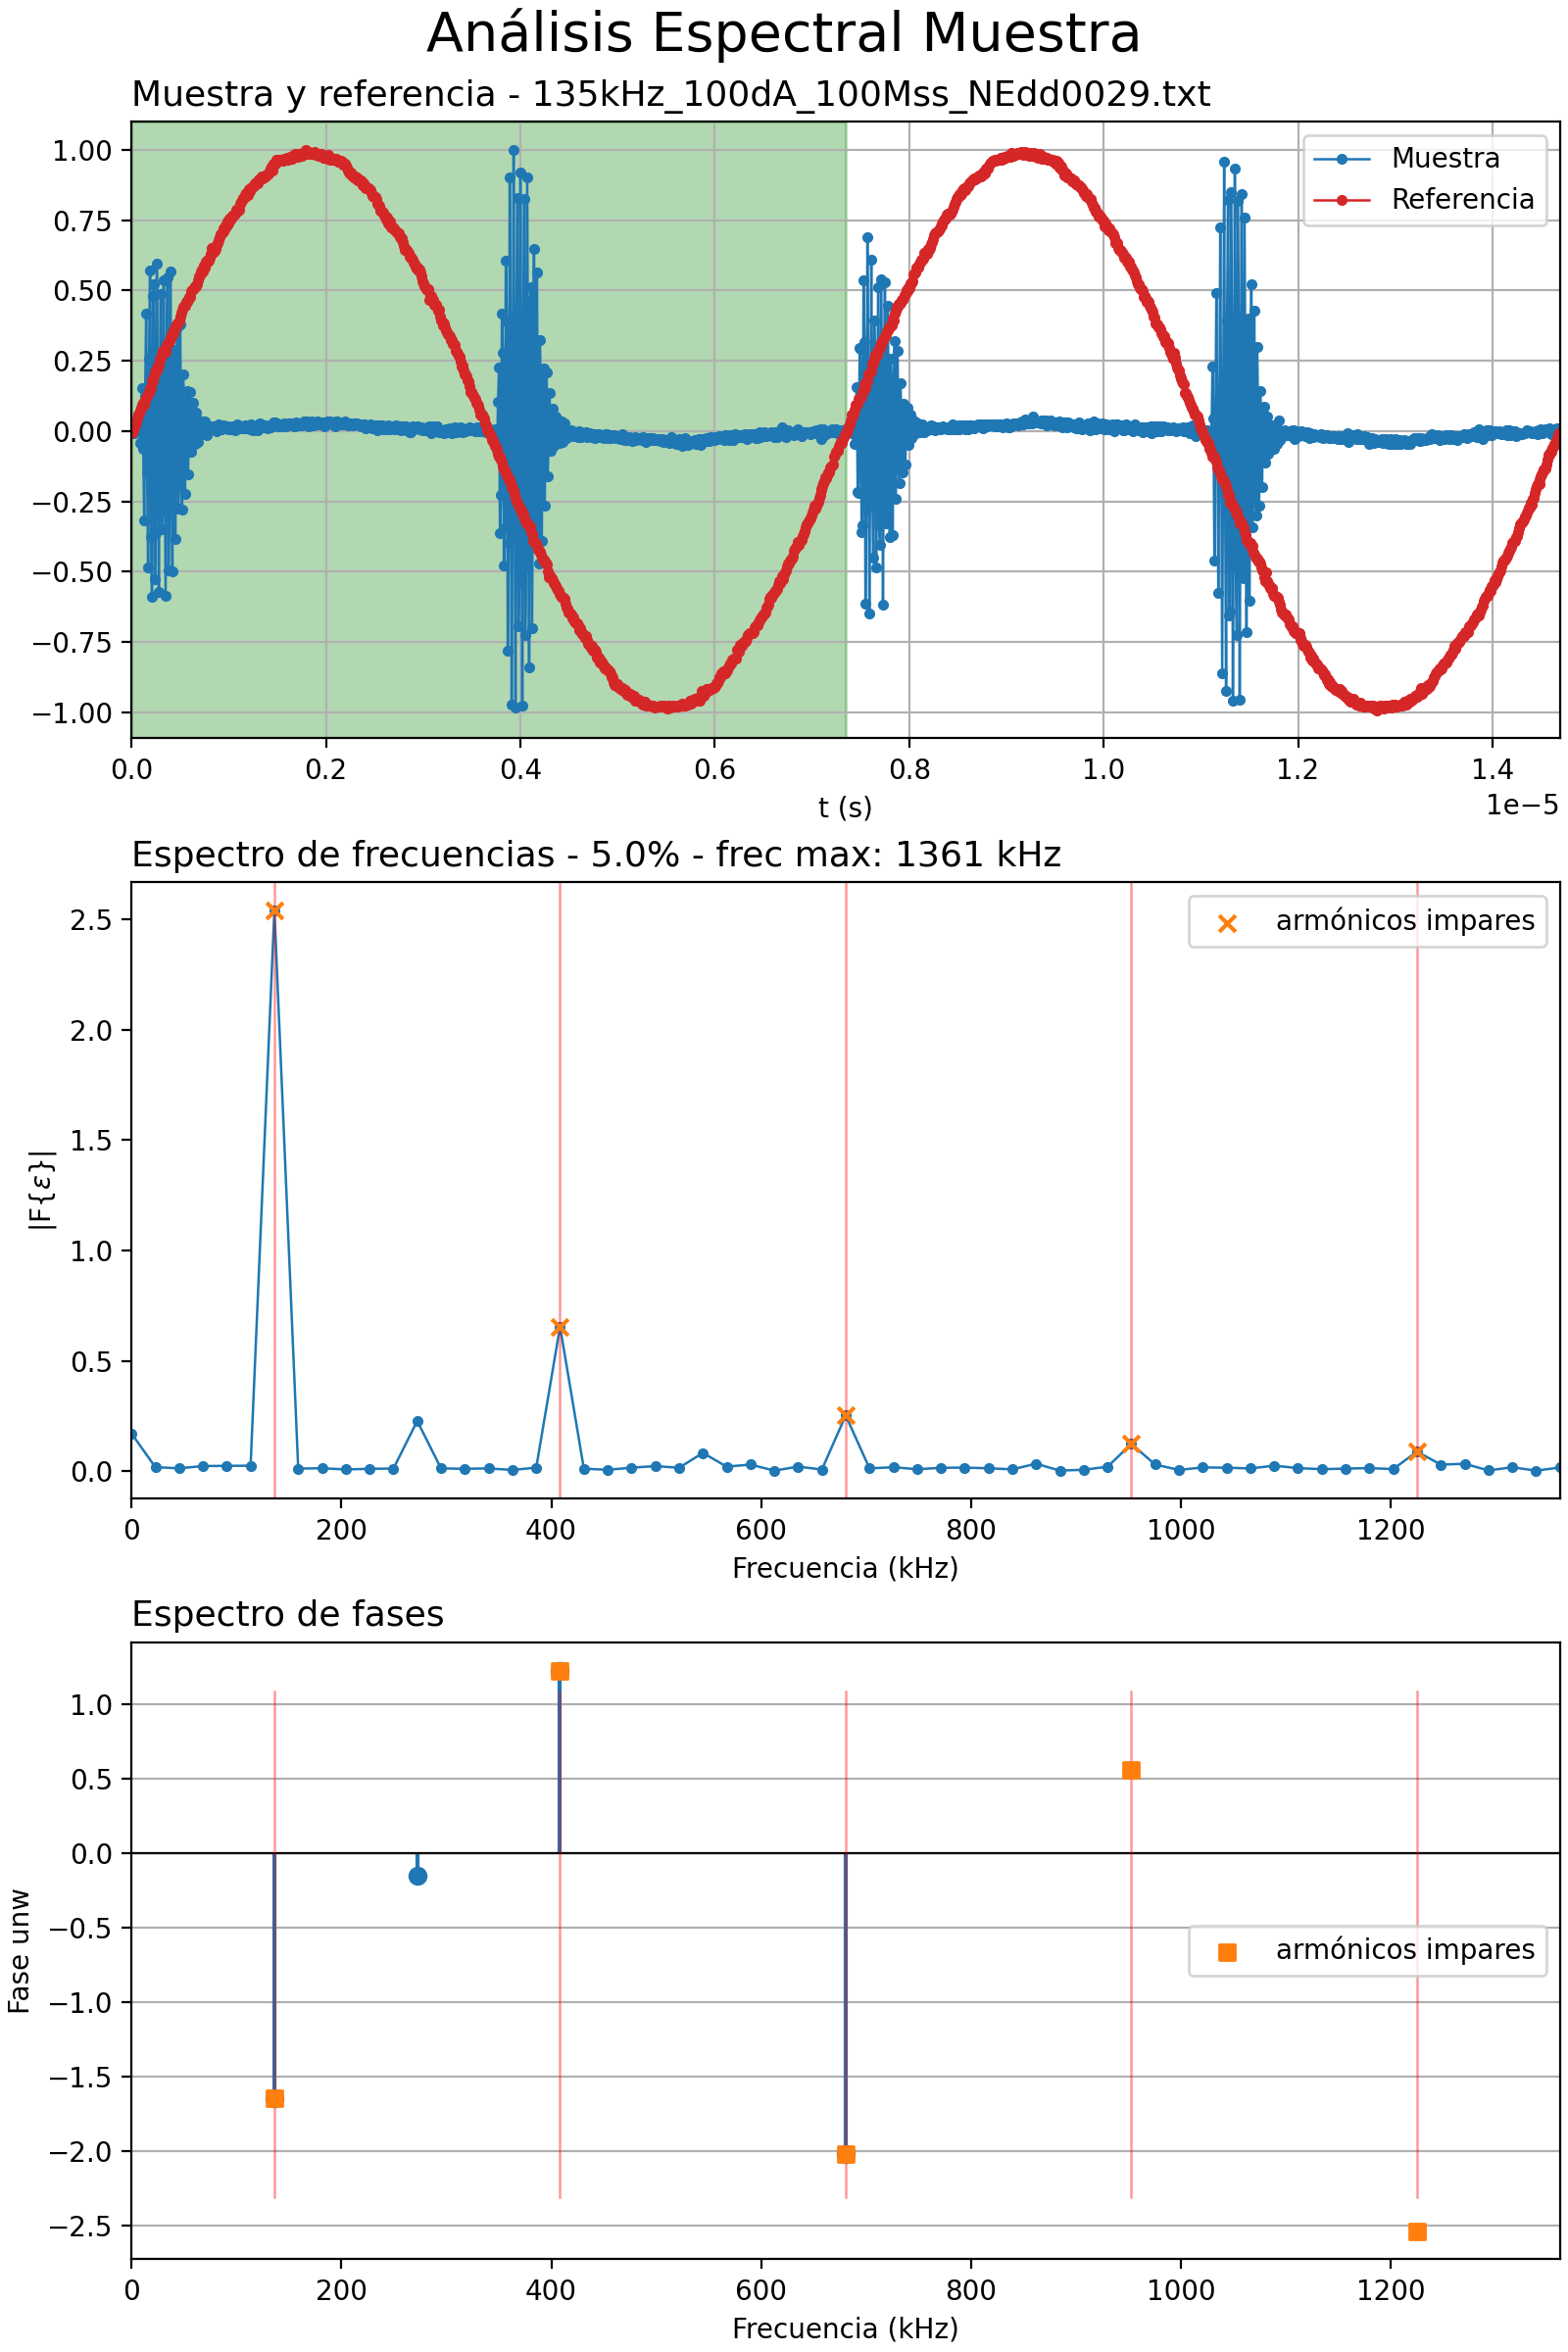 Análisis Espectral Muestra
Muestra y referencia - 135kHz_100dA_100Mss_NEdd0029.txt
1.00
0.75
0.50
0.25
0.00
−0.25
−0.50
−0.75
−1.00
Muestra
Referencia
0.0 0.2 0.4 0.6 0.8 1.0 1.2 1.4
1e−5
t (s)
Espectro de frecuencias - 5.0% - frec max: 1361 kHz
2.5
2.0
1.5
1.0
0.5
0.0
|F{ε}|
armónicos impares
0 200 400 600 800 1000 1200
Frecuencia (kHz)
Espectro de fases
1.0
0.5
0.0
−0.5
−1.0
−1.5
−2.0
−2.5
Fase unw
armónicos impares
0 200 400 600 800 1000 1200
Frecuencia (kHz)